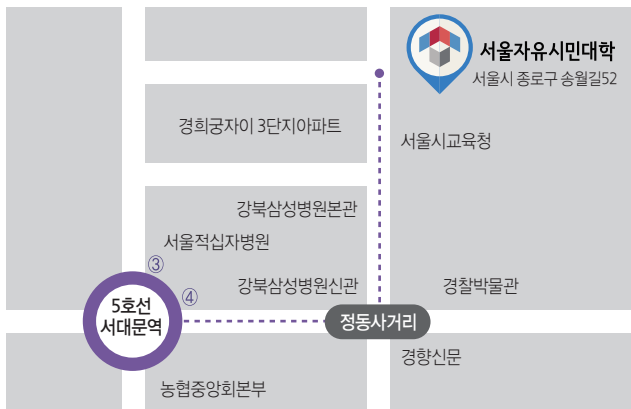 서울자유시민대학
서울시 종로구 송월길52
경희궁자이 3단지아파트
서울시교육청
강북삼성병원본관
서울적십자병원
③
강북삼성병원신관
④
경찰박물관
5호선
서대문역
정동사거리
경향신문
농협중앙회본부